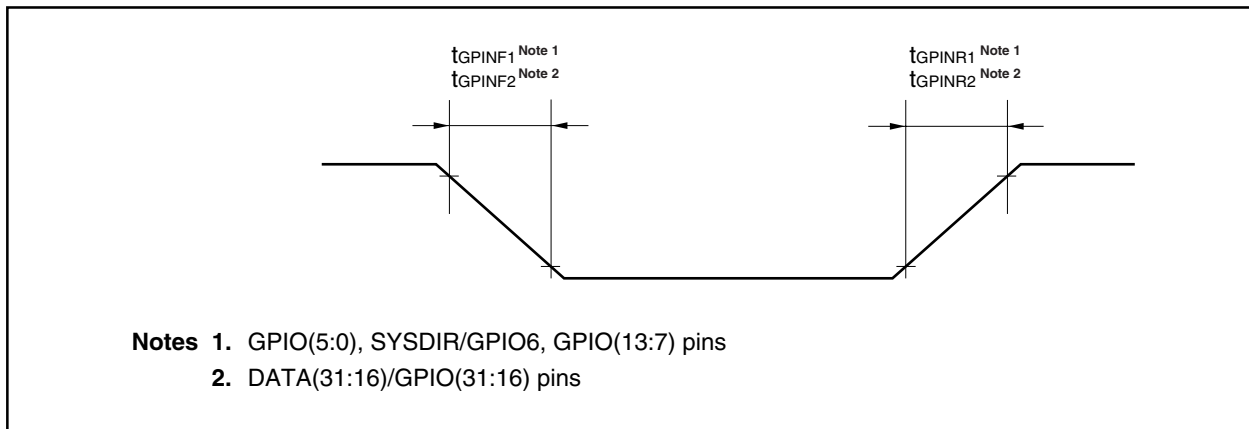 tGPINF1 Note 1
tGPINF2 Note 2
tGPINR1 Note 1
tGPINR2 Note 2
Notes 1. GPIO(5:0), SYSDIR/GPIO6, GPIO(13:7) pins
2. DATA(31:16)/GPIO(31:16) pins